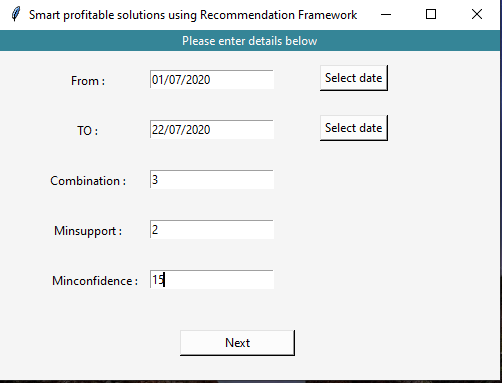 Smart profitable solutions using Recommendation Framework
Please enter details below
From : 01/07/2020 Select date
TO : 22/07/2020 Select date
Combination : 3
Minsupport : 2
Minconfidence : 15
Next